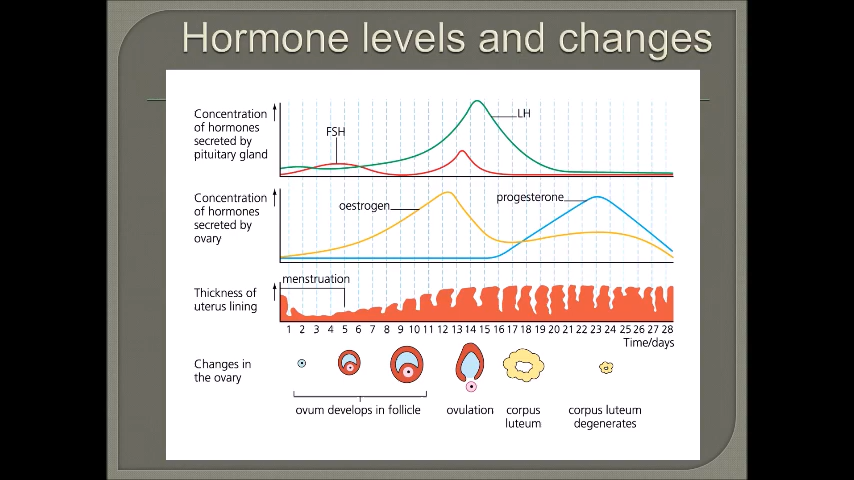 Hormone levels and changes
Concentration
of hormones
secreted by
pituitary gland
FSH
LH
Concentration
of hormones
secreted by
ovary
oestrogen
progesterone
menstruation
Thickness of
uterus lining
1 2 3 4 5 6 7 8 9 10 11 12 13 14 15 16 17 18 19 20 21 22 23 24 25 26 27 28
Time/days
Changes in
the ovary
ovum develops in follicle
ovulation
corpus
luteum
corpus luteum
degenerates